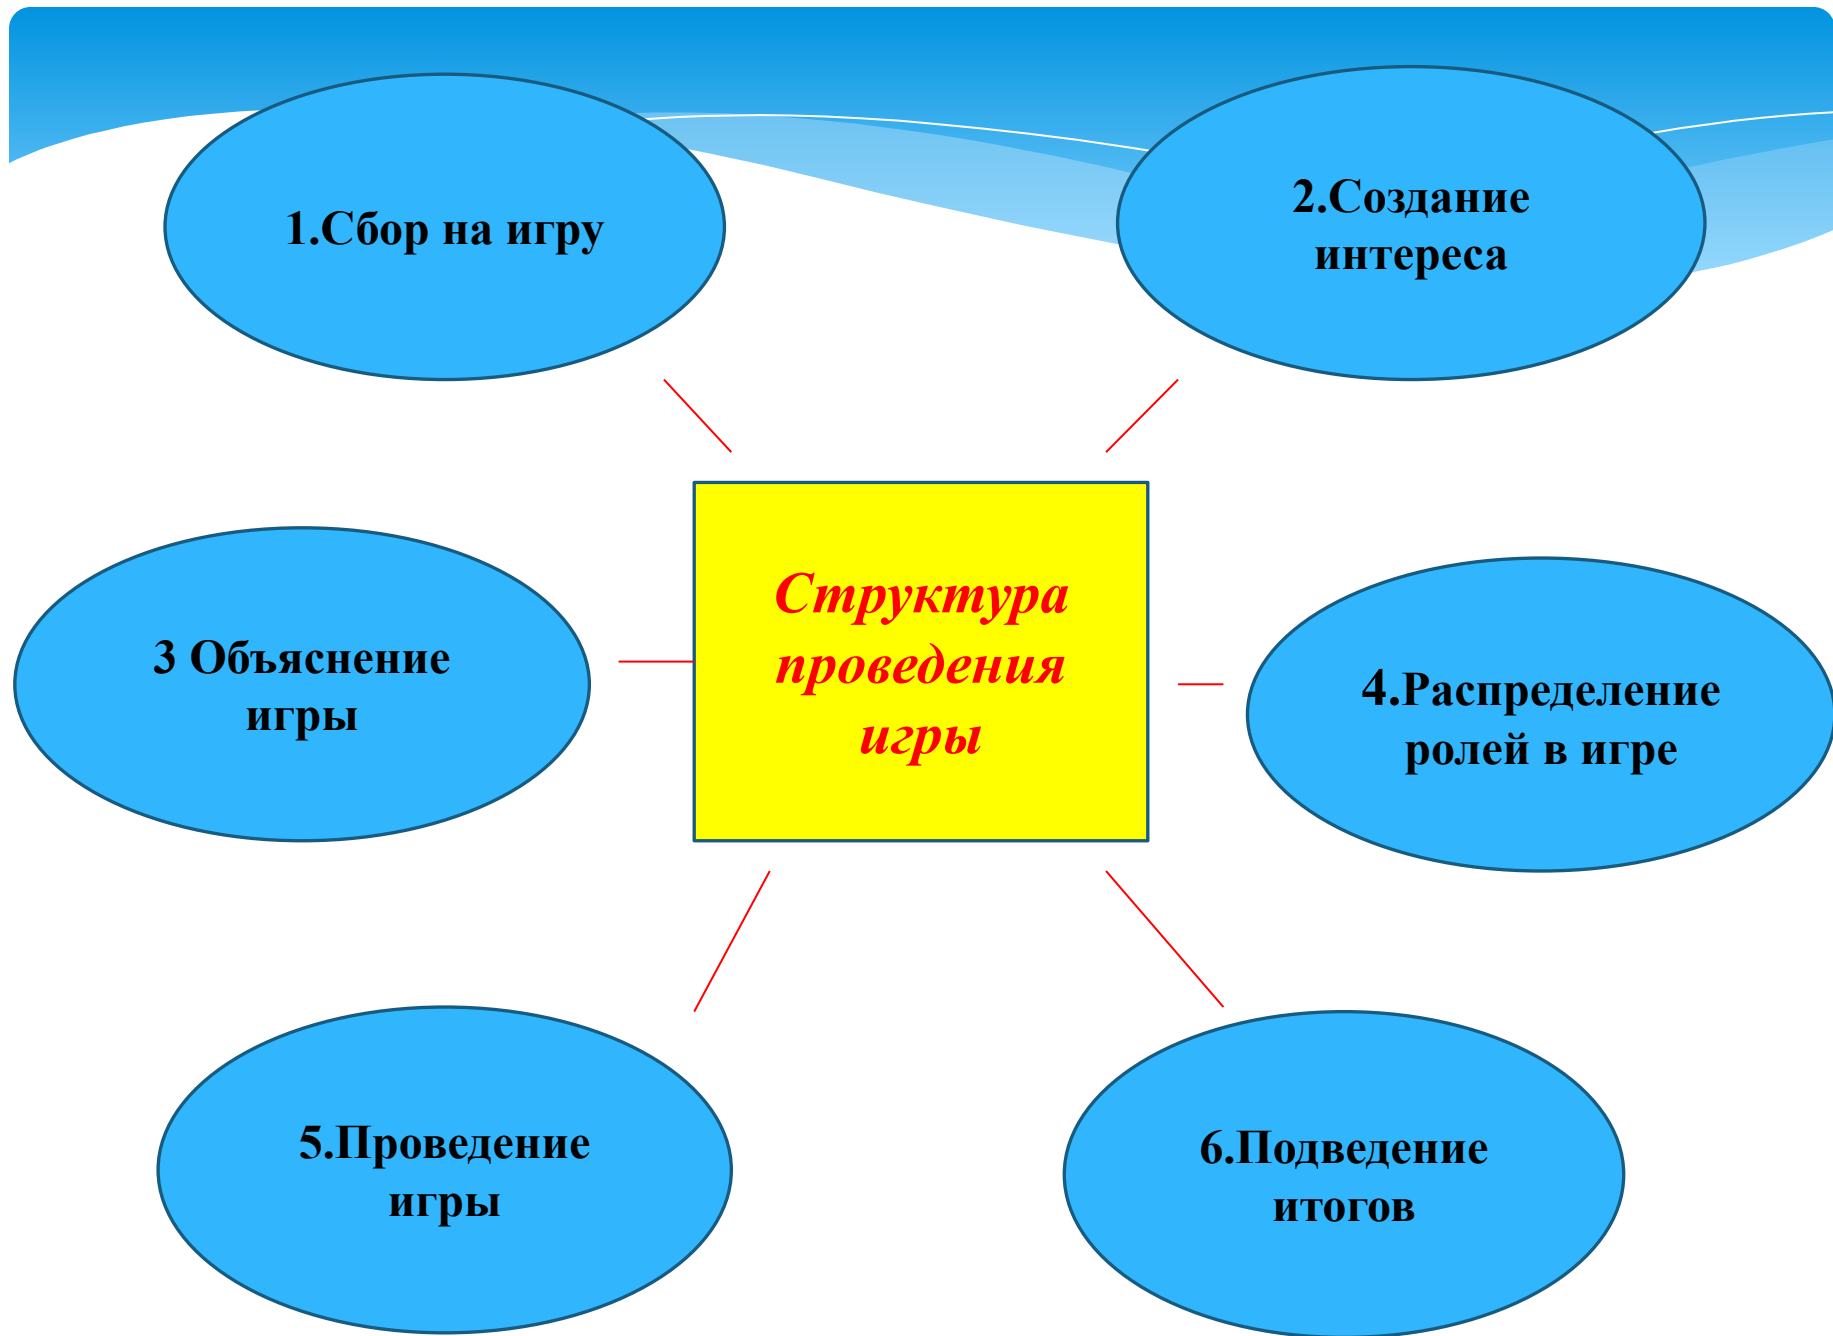 1.Сбор на игру
2.Создание
интереса
Структура
проведения
игры
3 Объяснение
игры
4.Распределение
ролей в игре
5.Проведение
игры
6.Подведение
итогов